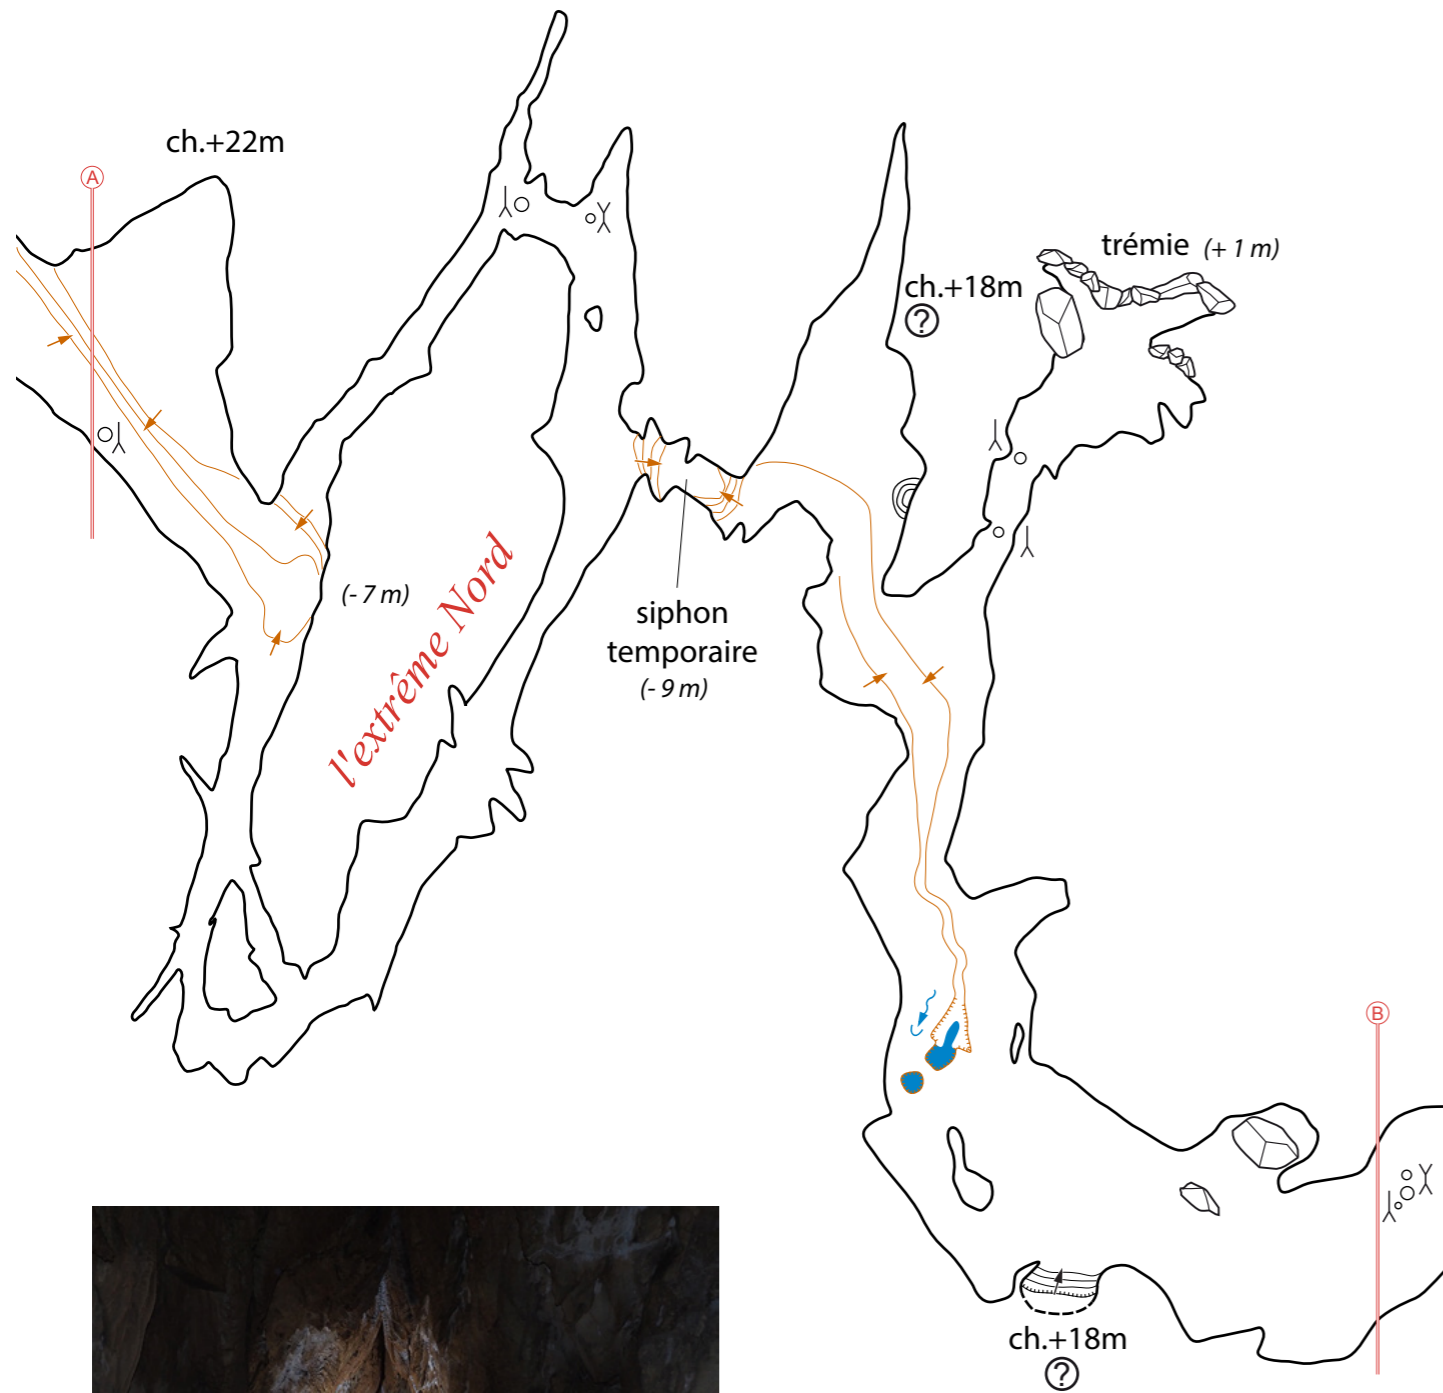 ch.+22m
A
trémie (+ 1 m)
ch.+18m
?
l'extrême Nord
(- 7 m)
siphon
temporaire
(- 9 m)
B
ch.+18m
?